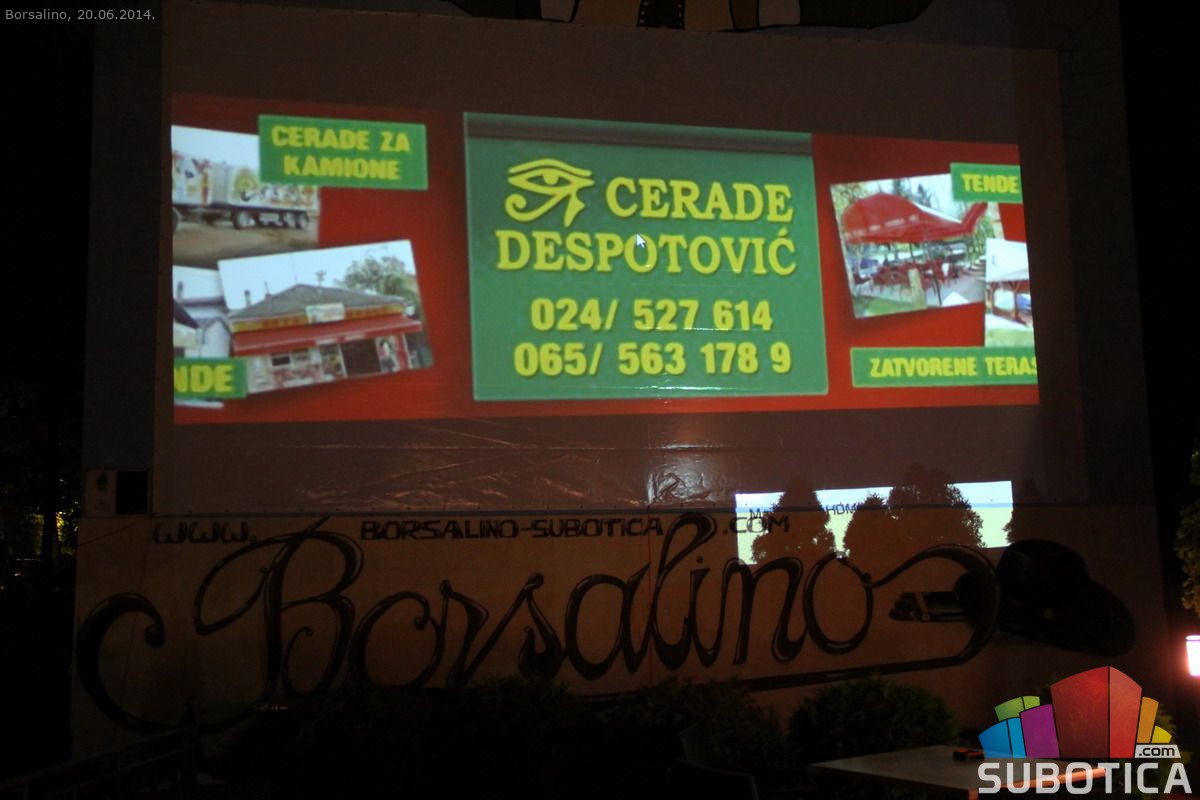 Borsalino, 20.06.2014.
CERADE ZA
KAMIONE
CERADE
DESPOTOVIĆ
024/ 527 614
065/ 563 178 9
TENDE
NDE
ZATVORENE TERAS
www. BORSALINO-SUBOTICA .COM
Borsalino
.com
SUBOTICA